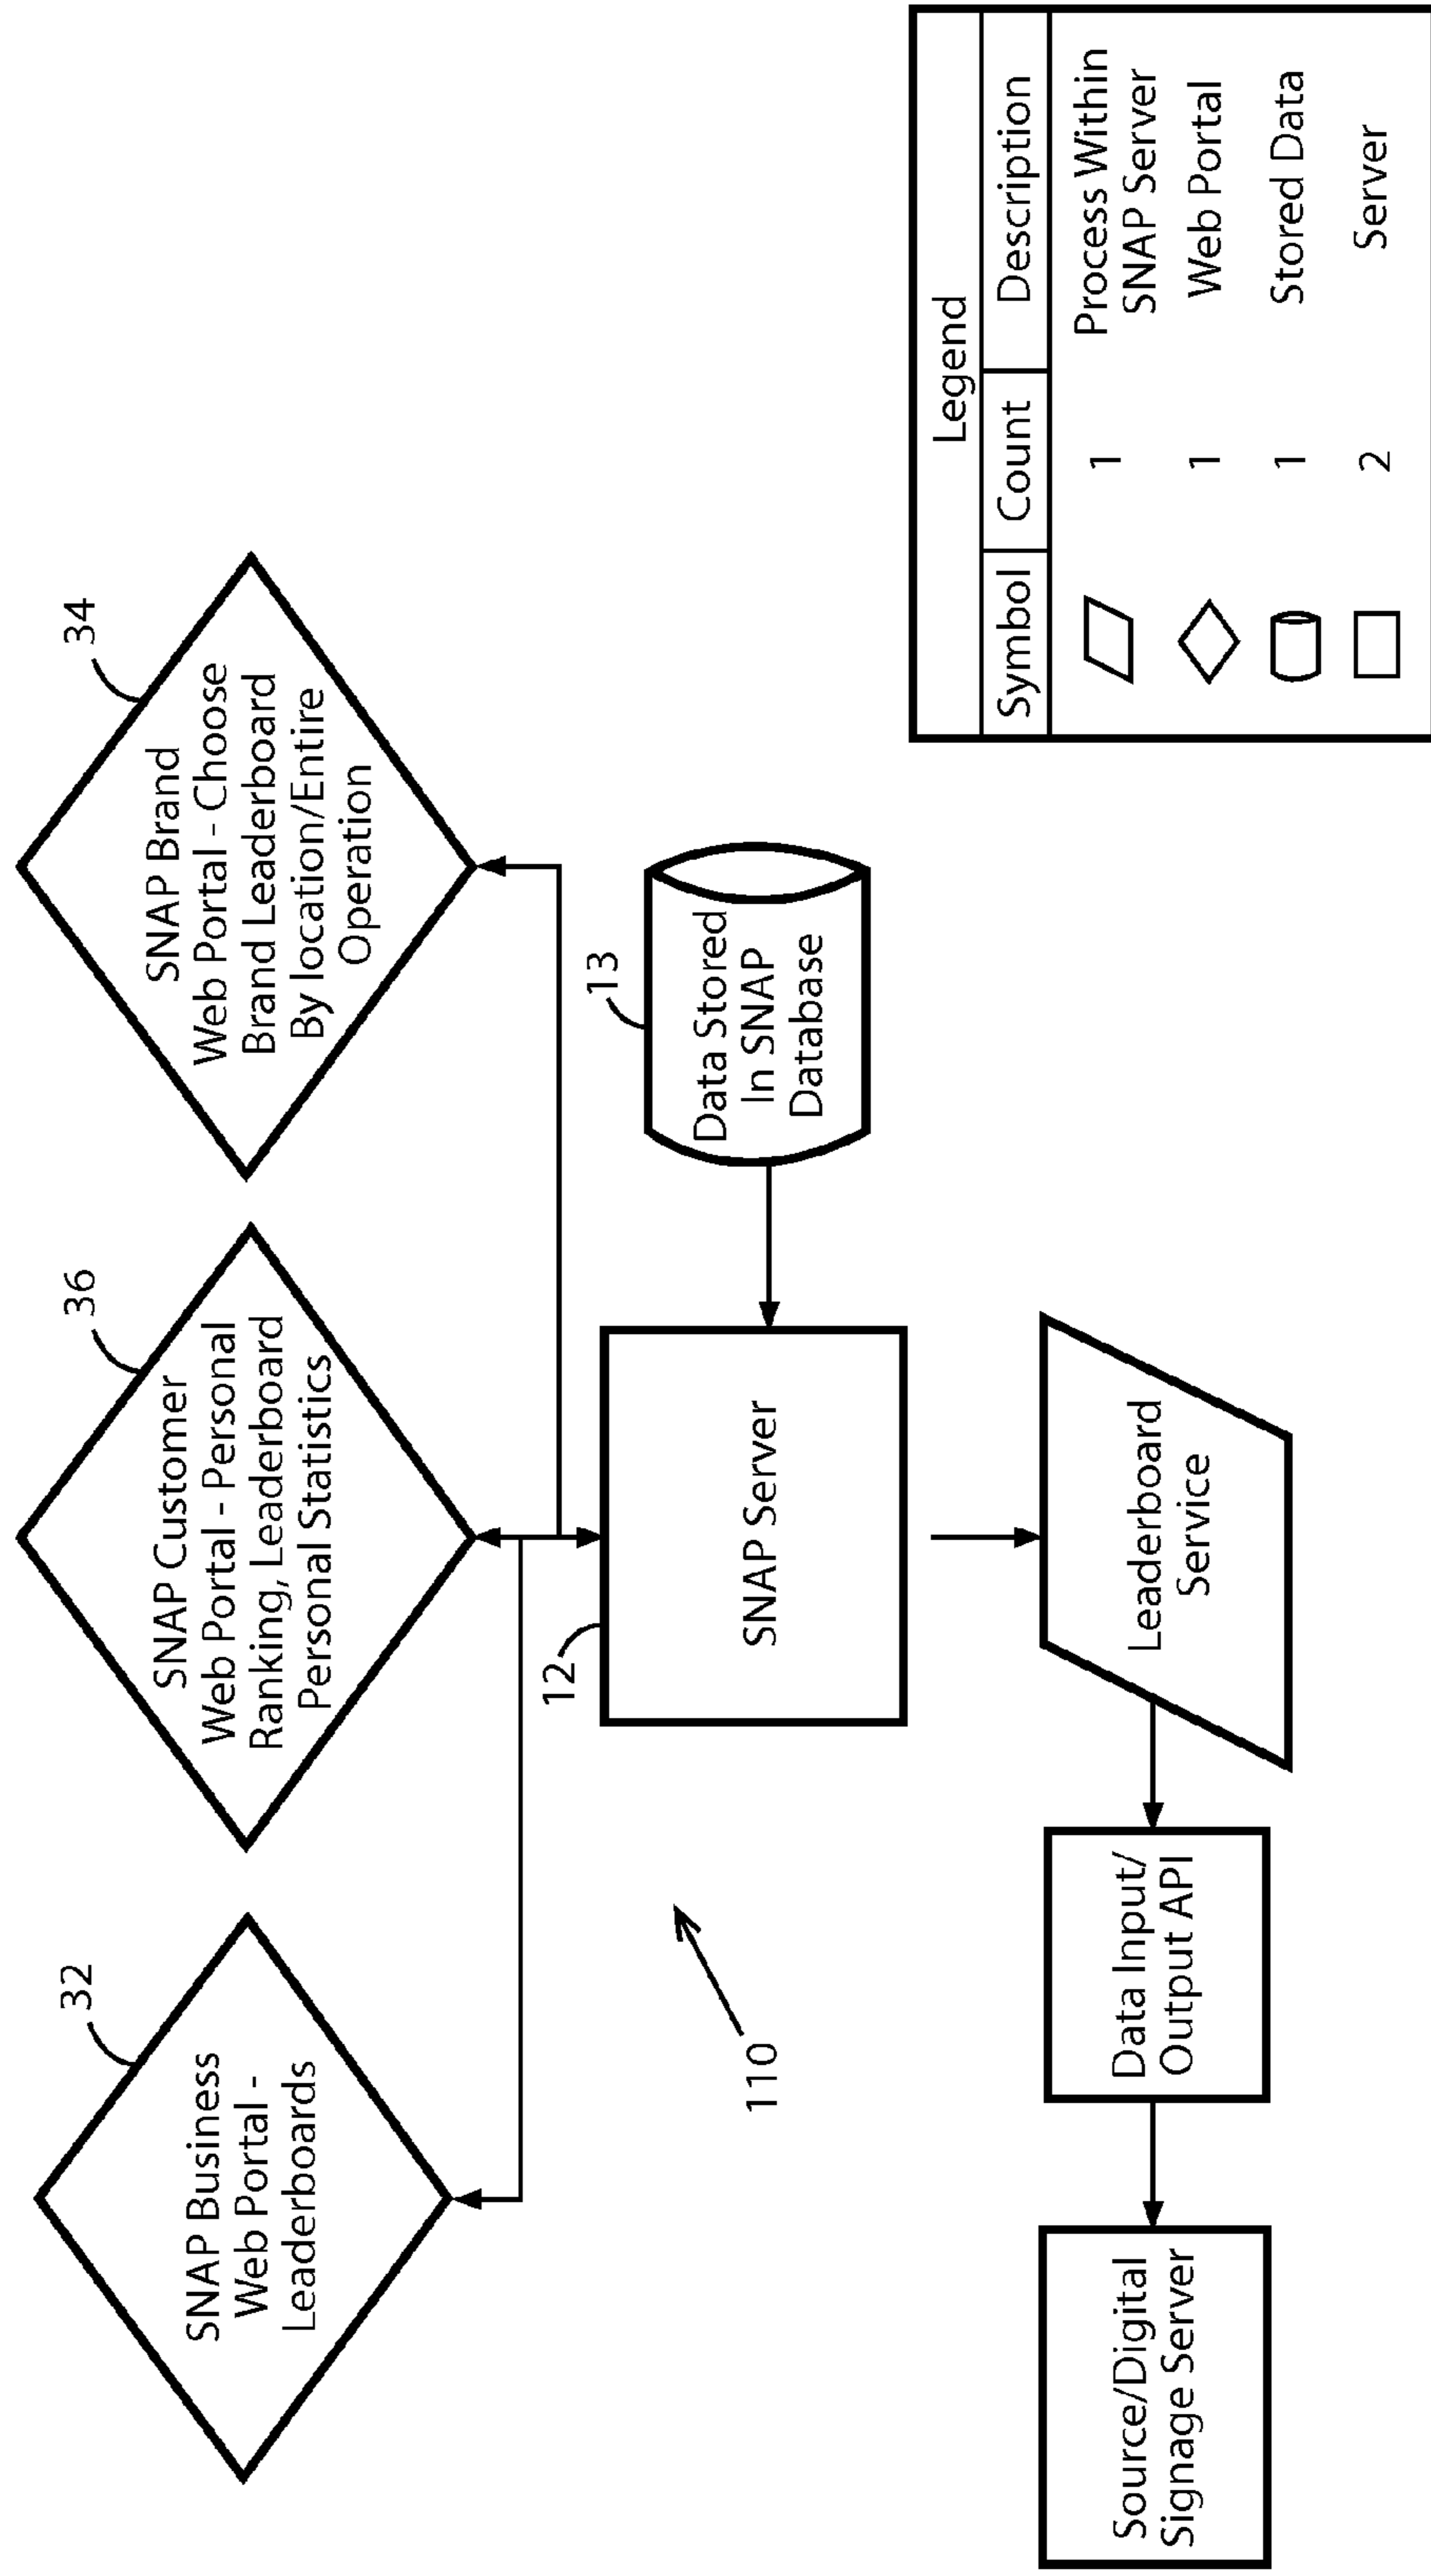 32
SNAP Business
Web Portal -
Leaderboards
36
SNAP Customer
Web Portal - Personal
Ranking, Leaderboard
Personal Statistics
34
SNAP Brand
Web Portal - Choose
Brand Leaderboard
By location/Entire
Operation
12
SNAP Server
13
Data Stored
In SNAP
Database
110
Source/Digital
Signage Server
Data Input/
Output API
Leaderboard
Service
Legend
Symbol Count Description
1 Process Within
SNAP Server
1 Web Portal
1 Stored Data
2 Server